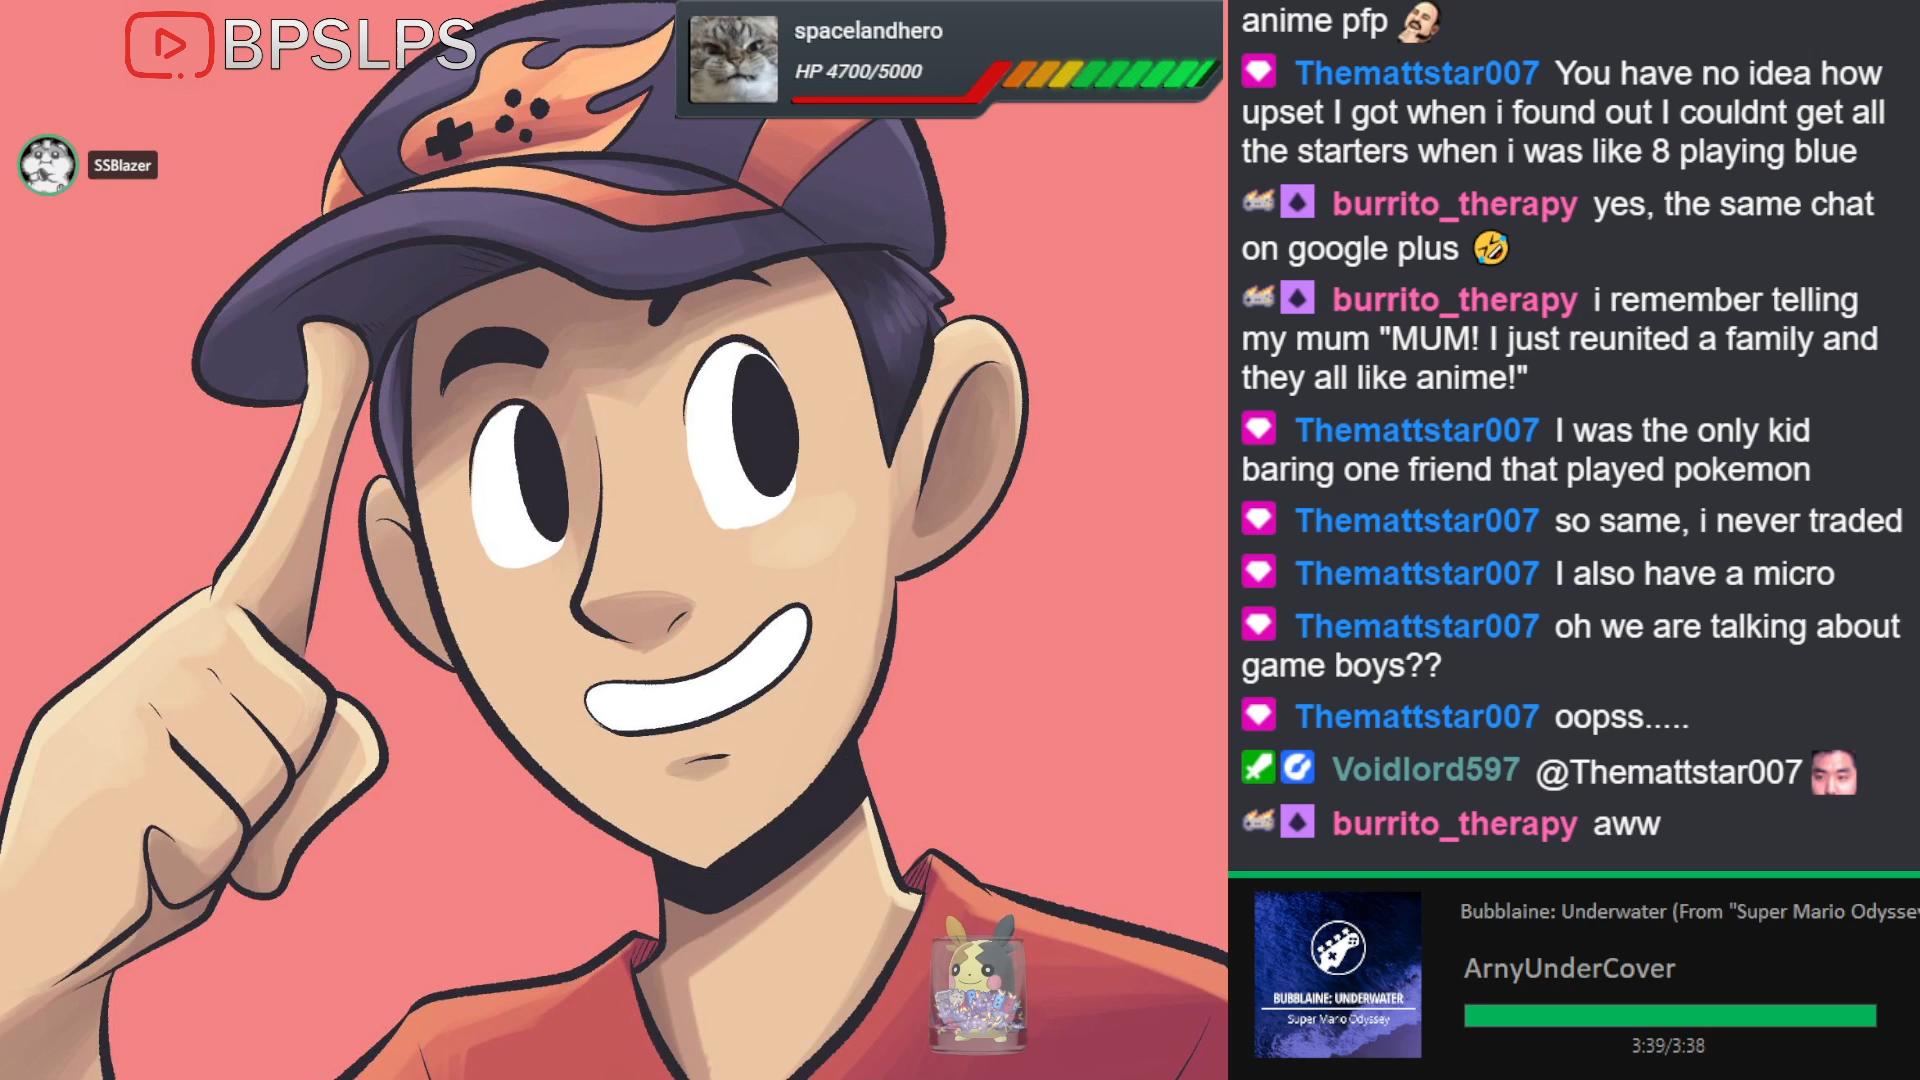 BPSLPS
spacelandhero
HP 4700/5000
SSBlazer
anime pfp
Themattstar007 You have no idea how
upset I got when i found out I couldnt get all
the starters when i was like 8 playing blue
burrito_therapy yes, the same chat
on google plus 🤣
burrito_therapy i remember telling
my mum "MUM! I just reunited a family and
they all like anime!"
Themattstar007 I was the only kid
baring one friend that played pokemon
Themattstar007 so same, i never traded
Themattstar007 I also have a micro
Themattstar007 oh we are talking about
game boys??
Themattstar007 oopss.....
Voidlord597 @Themattstar007
burrito_therapy aww
BUBBLAINE: UNDERWATER
Super Mario Odyssey
Bubblaine: Underwater (From "Super Mario Odyssey
ArnyUnderCover
3:39/3:38